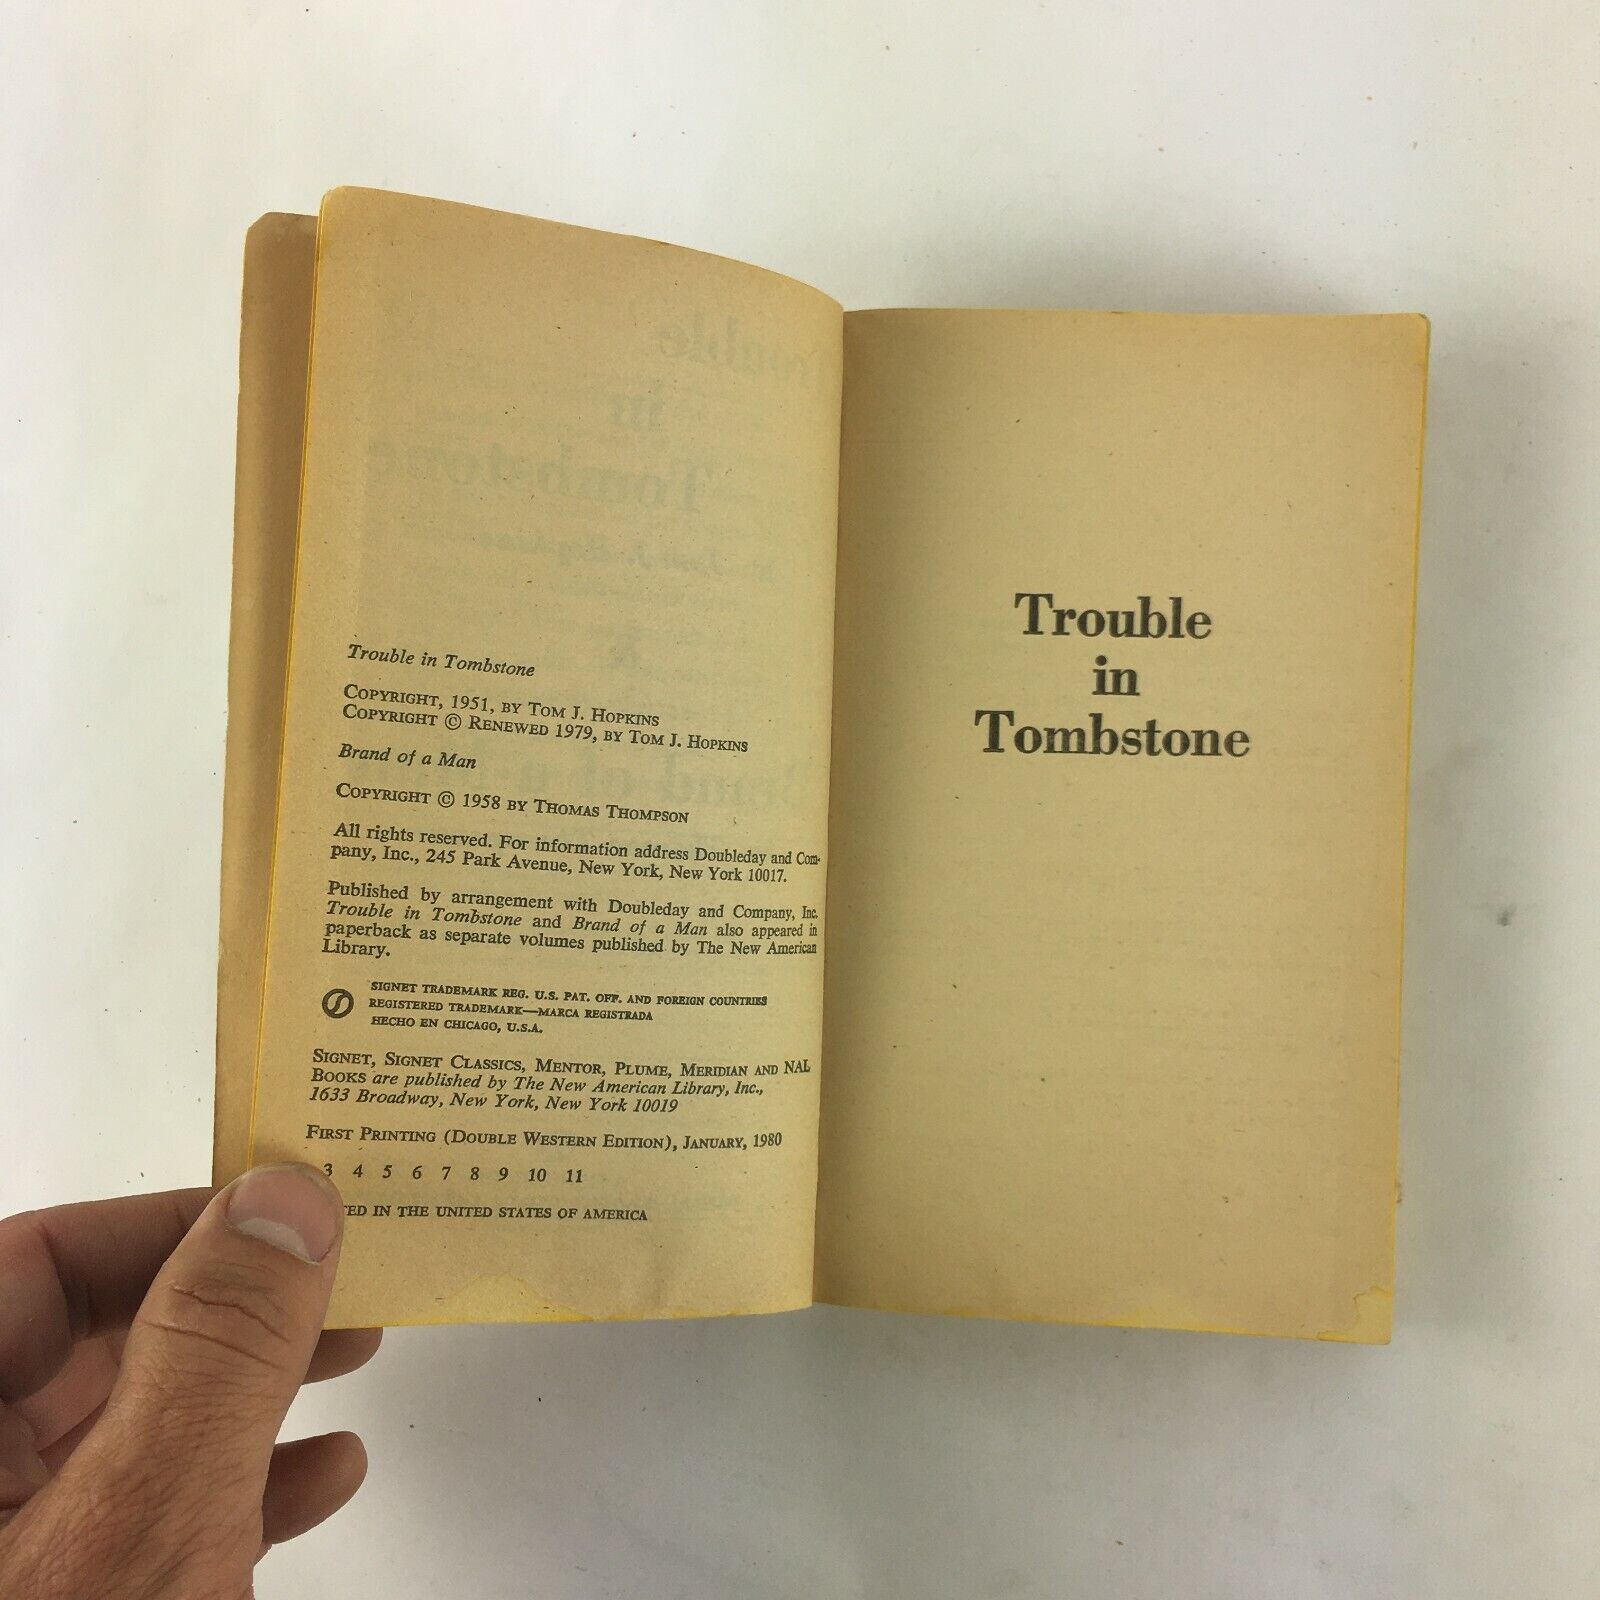 Trouble in Tombstone
COPYRIGHT, 1951, BY TOM J. HOPKINS
COPYRIGHT © RENEWED 1979, BY TOM J. HOPKINS
Brand of a Man
COPYRIGHT © 1958 BY THOMAS THOMPSON
All rights reserved. For information address Doubleday and Com-
pany, Inc., 245 Park Avenue, New York, New York 10017.
Published by arrangement with Doubleday and Company, Inc.
Trouble in Tombstone and Brand of a Man also appeared in
paperback as separate volumes published by The New American
Library.
SIGNET TRADEMARK REG. U.S. PAT. OFF. AND FOREIGN COUNTRIES
REGISTERED TRADEMARK—MARCA REGISTRADA
HECHO EN CHICAGO, U.S.A.
SIGNET, SIGNET CLASSICS, MENTOR, PLUME, MERIDIAN AND NAL
BOOKS are published by The New American Library, Inc.,
1633 Broadway, New York, New York 10019
FIRST PRINTING (DOUBLE WESTERN EDITION), JANUARY, 1980
3 4 5 6 7 8 9 10 11
TED IN THE UNITED STATES OF AMERICA
Trouble
in
Tombstone